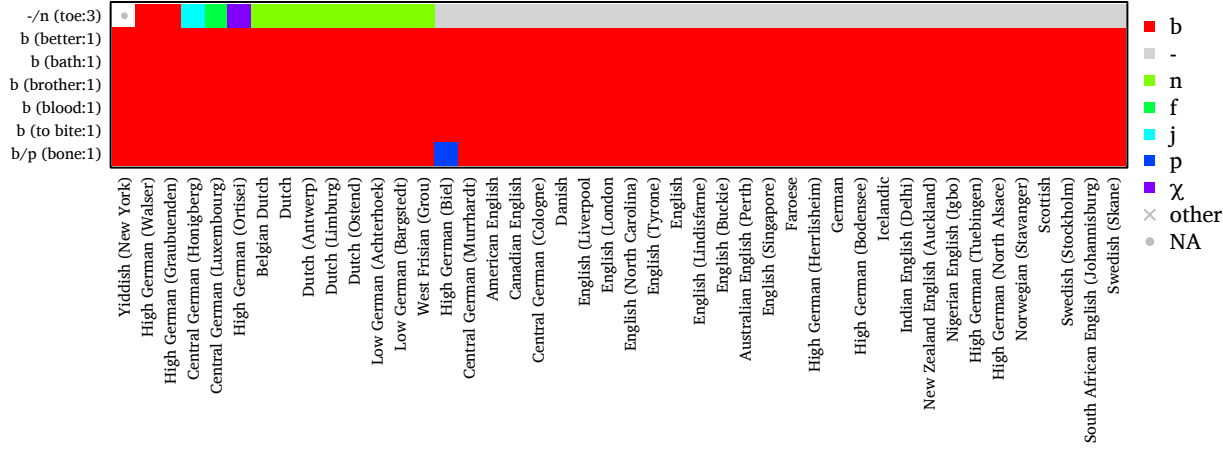 -/n (toe:3)
b (better:1)
b (bath:1)
b (brother:1)
b (blood:1)
b (to bite:1)
b/p (bone:1)
b
-
n
f
j
p
χ
other
NA
Yiddish (New York)
High German (Walser)
High German (Graubuenden)
Central German (Honigberg)
Central German (Luxembourg)
High German (Ortisei)
Belgian Dutch
Dutch
Dutch (Antwerp)
Dutch (Limburg)
Dutch (Ostend)
Low German (Achterhoek)
Low German (Bargstedt)
West Frisian (Grou)
High German (Biel)
Central German (Murrhardt)
American English
Canadian English
Central German (Cologne)
Danish
English (Liverpool)
English (London)
English (North Carolina)
English (Tyrone)
English
English (Lindisfarne)
English (Buckie)
Australian English (Perth)
English (Singapore)
Faroese
High German (Herrlisheim)
German
High German (Bodensee)
Icelandic
Indian English (Delhi)
New Zealand English (Auckland)
Nigerian English (Igbo)
High German (Tuebingen)
High German (North Alsace)
Norwegian (Stavanger)
Scottish
Swedish (Stockholm)
South African English (Johannisburg)
Swedish (Skane)